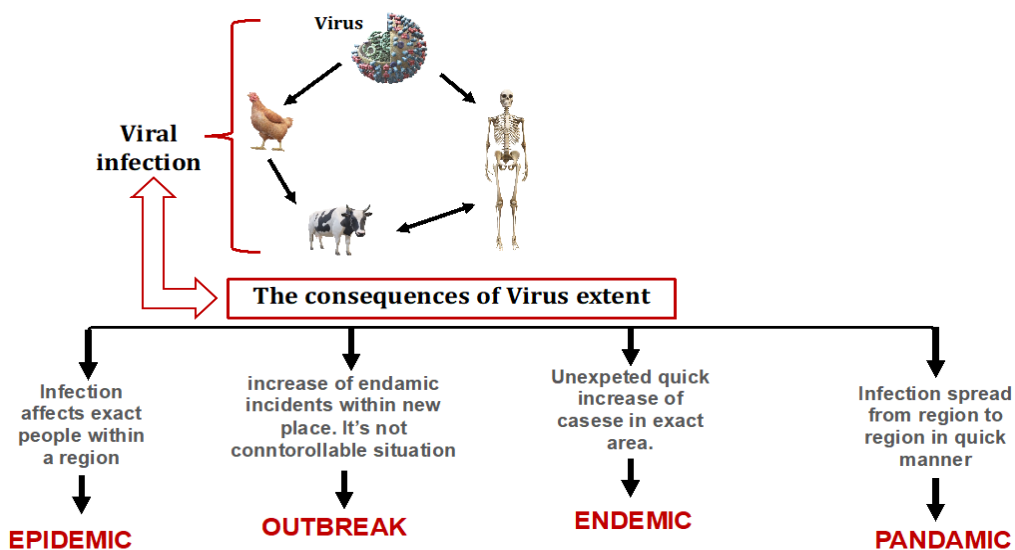 Virus
Viral
infection
The consequences of Virus extent
Infection
affects exact
people within
a region
increase of endamic
incidents within new
place. It's not
conntorollable situation
Unexpeted quick
increase of
casese in exact
area.
Infection spread
from region to
region in quick
manner
EPIDEMIC
OUTBREAK
ENDEMIC
PANDAMIC